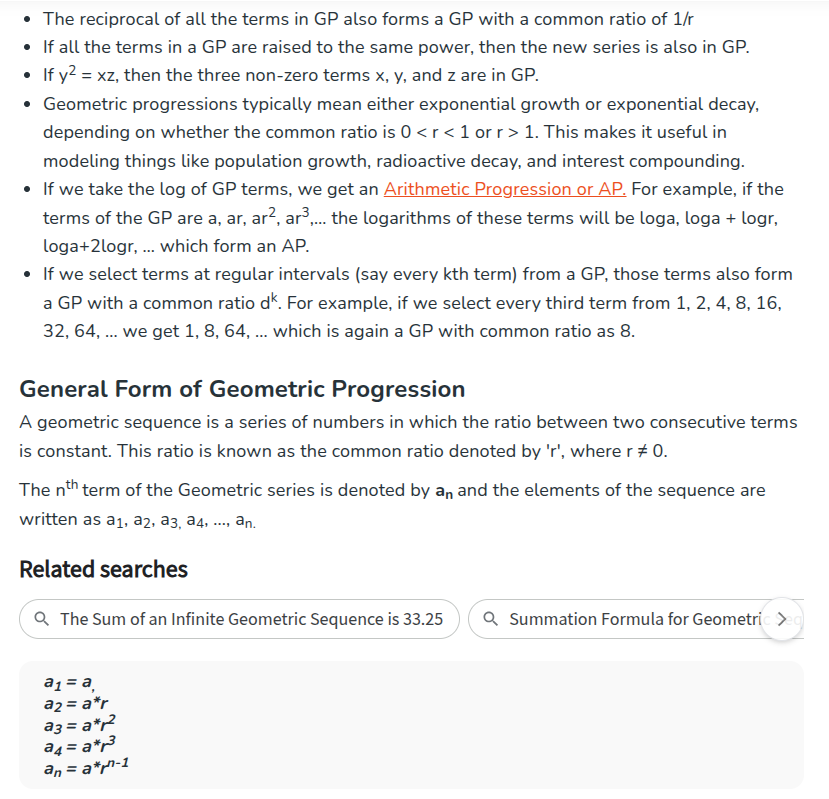 • The reciprocal of all the terms in GP also forms a GP with a common ratio of 1/r
• If all the terms in a GP are raised to the same power, then the new series is also in GP.
• If y² = xz, then the three non-zero terms x, y, and z are in GP.
• Geometric progressions typically mean either exponential growth or exponential decay,
depending on whether the common ratio is 0 < r < 1 or r > 1. This makes it useful in
modeling things like population growth, radioactive decay, and interest compounding.
• If we take the log of GP terms, we get an Arithmetic Progression or AP. For example, if the
terms of the GP are a, ar, ar², ar³,... the logarithms of these terms will be loga, loga + logr,
loga+2logr, ... which form an AP.
• If we select terms at regular intervals (say every kth term) from a GP, those terms also form
a GP with a common ratio dᵏ. For example, if we select every third term from 1, 2, 4, 8, 16,
32, 64, ... we get 1, 8, 64, ... which is again a GP with common ratio as 8.
General Form of Geometric Progression
A geometric sequence is a series of numbers in which the ratio between two consecutive terms
is constant. This ratio is known as the common ratio denoted by 'r', where r ≠ 0.
The nᵗʰ term of the Geometric series is denoted by aₙ and the elements of the sequence are
written as a₁, a₂, a₃, a₄, ..., aₙ.
Related searches
The Sum of an Infinite Geometric Sequence is 33.25
Summation Formula for Geometri
a₁ = a,
a₂ = a*r
a₃ = a*r²
a₄ = a*r³
aₙ = a*rⁿ⁻¹